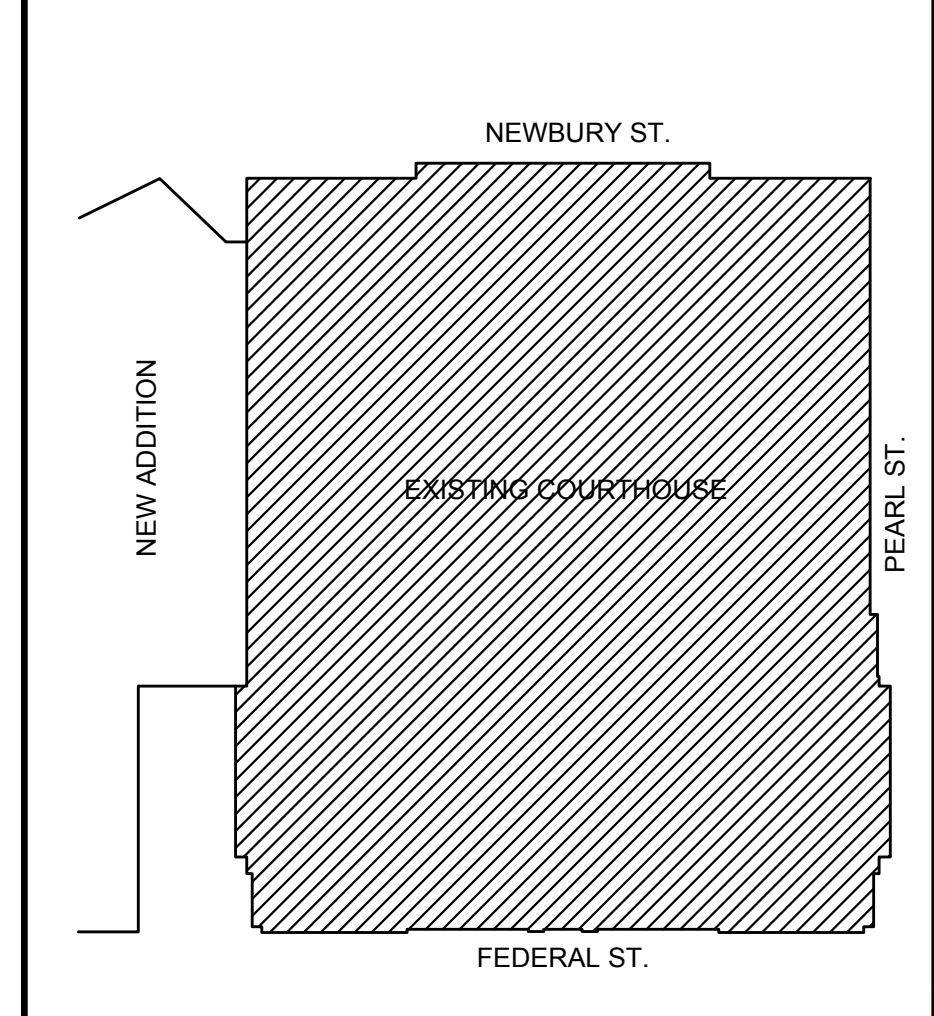 NEWBURY ST.
NEW ADDITION
EXISTING COURTHOUSE
PEARL ST.
FEDERAL ST.